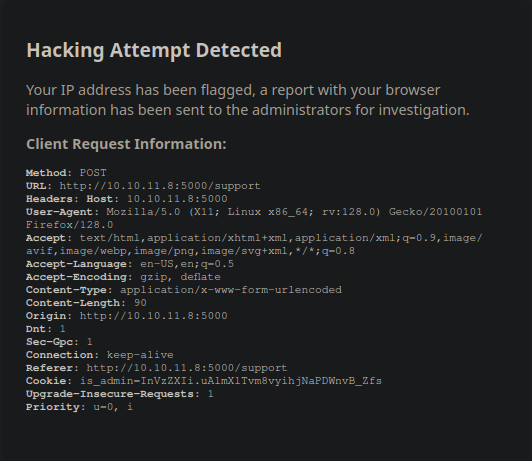 Hacking Attempt Detected
Your IP address has been flagged, a report with your browser
information has been sent to the administrators for investigation.
Client Request Information:
Method: POST
URL: http://10.10.11.8:5000/support
Headers: Host: 10.10.11.8:5000
User-Agent: Mozilla/5.0 (X11; Linux x86_64; rv:128.0) Gecko/20100101
Firefox/128.0
Accept: text/html,application/xhtml+xml,application/xml;q=0.9,image/
avif,image/webp,image/png,image/svg+xml,*/*;q=0.8
Accept-Language: en-US,en;q=0.5
Accept-Encoding: gzip, deflate
Content-Type: application/x-www-form-urlencoded
Content-Length: 90
Origin: http://10.10.11.8:5000
Dnt: 1
Sec-Gpc: 1
Connection: keep-alive
Referer: http://10.10.11.8:5000/support
Cookie: is_admin=InVzZXIi.uAlmXlTvm8vyihjNaPDWnvB_Zfs
Upgrade-Insecure-Requests: 1
Priority: u=0, i